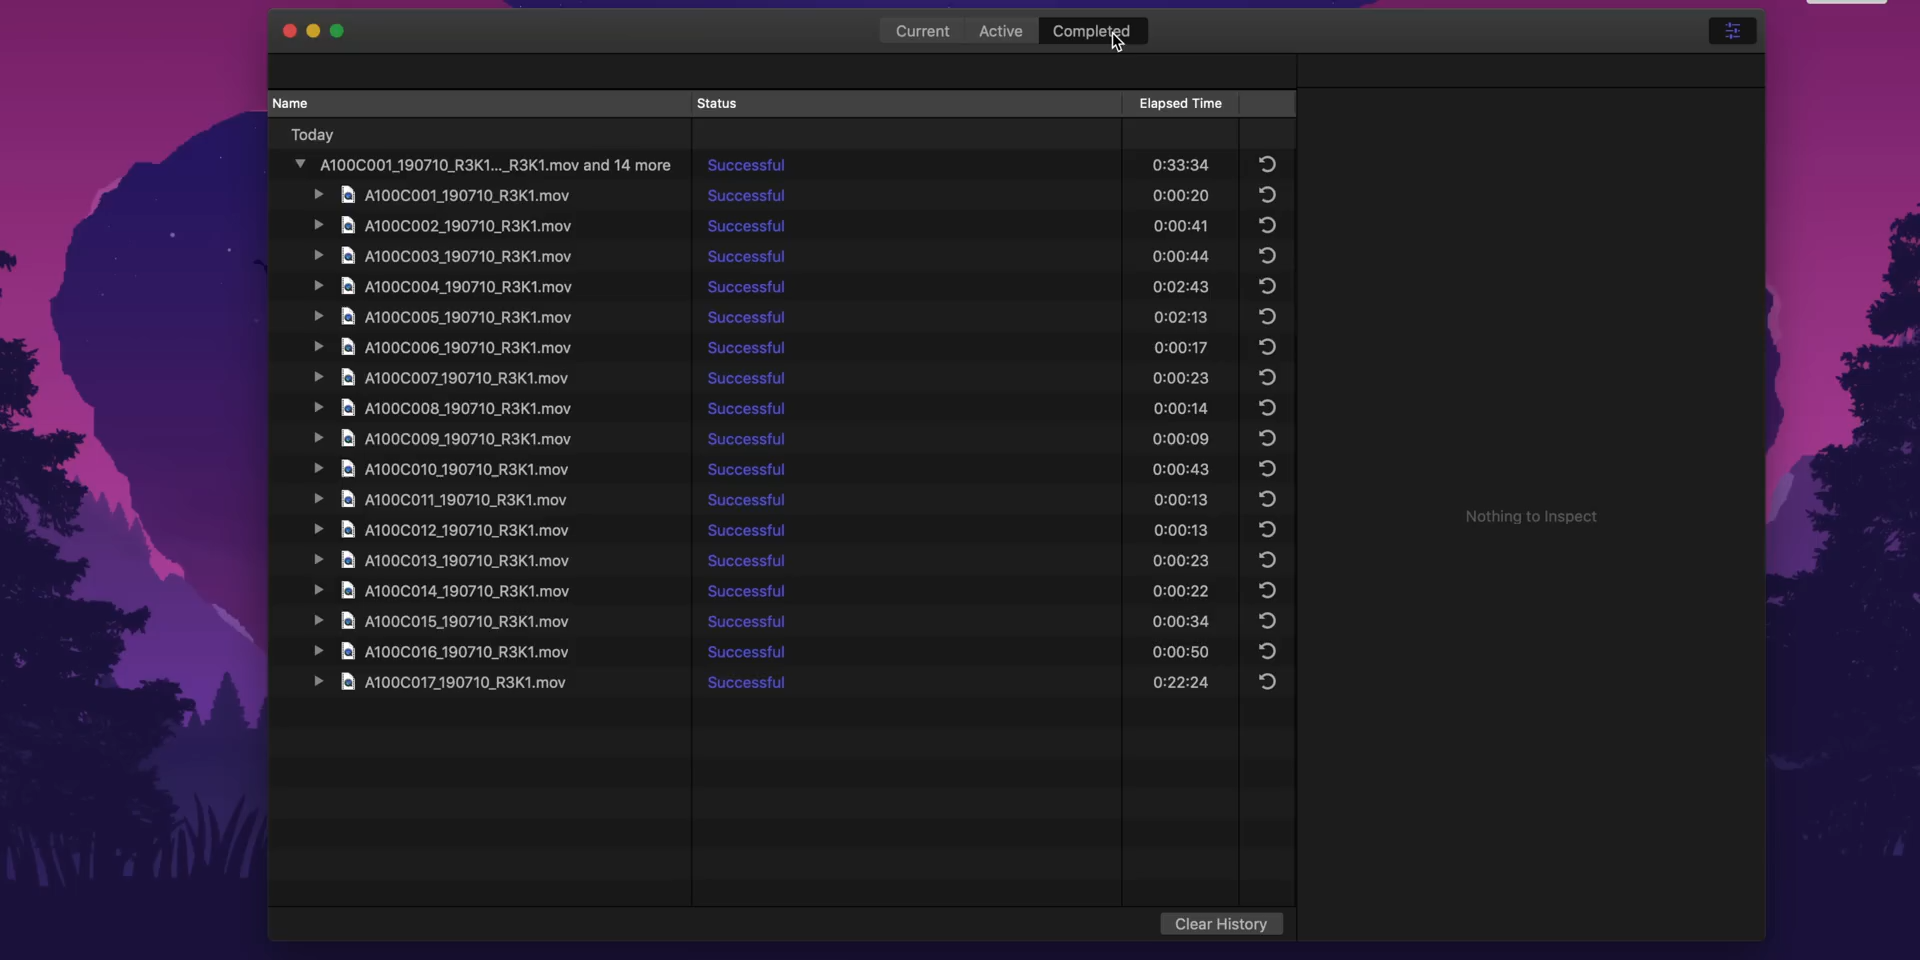 Current Active Completed
Name Status Elapsed Time
Today
A100C001_190710_R3K1..._R3K1.mov and 14 more Successful 0:33:34
A100C001_190710_R3K1.mov Successful 0:00:20
A100C002_190710_R3K1.mov Successful 0:00:41
A100C003_190710_R3K1.mov Successful 0:00:44
A100C004_190710_R3K1.mov Successful 0:02:43
A100C005_190710_R3K1.mov Successful 0:02:13
A100C006_190710_R3K1.mov Successful 0:00:17
A100C007_190710_R3K1.mov Successful 0:00:23
A100C008_190710_R3K1.mov Successful 0:00:14
A100C009_190710_R3K1.mov Successful 0:00:09
A100C010_190710_R3K1.mov Successful 0:00:43
A100C011_190710_R3K1.mov Successful 0:00:13
A100C012_190710_R3K1.mov Successful 0:00:13
A100C013_190710_R3K1.mov Successful 0:00:23
A100C014_190710_R3K1.mov Successful 0:00:22
A100C015_190710_R3K1.mov Successful 0:00:34
A100C016_190710_R3K1.mov Successful 0:00:50
A100C017_190710_R3K1.mov Successful 0:22:24
Nothing to Inspect
Clear History